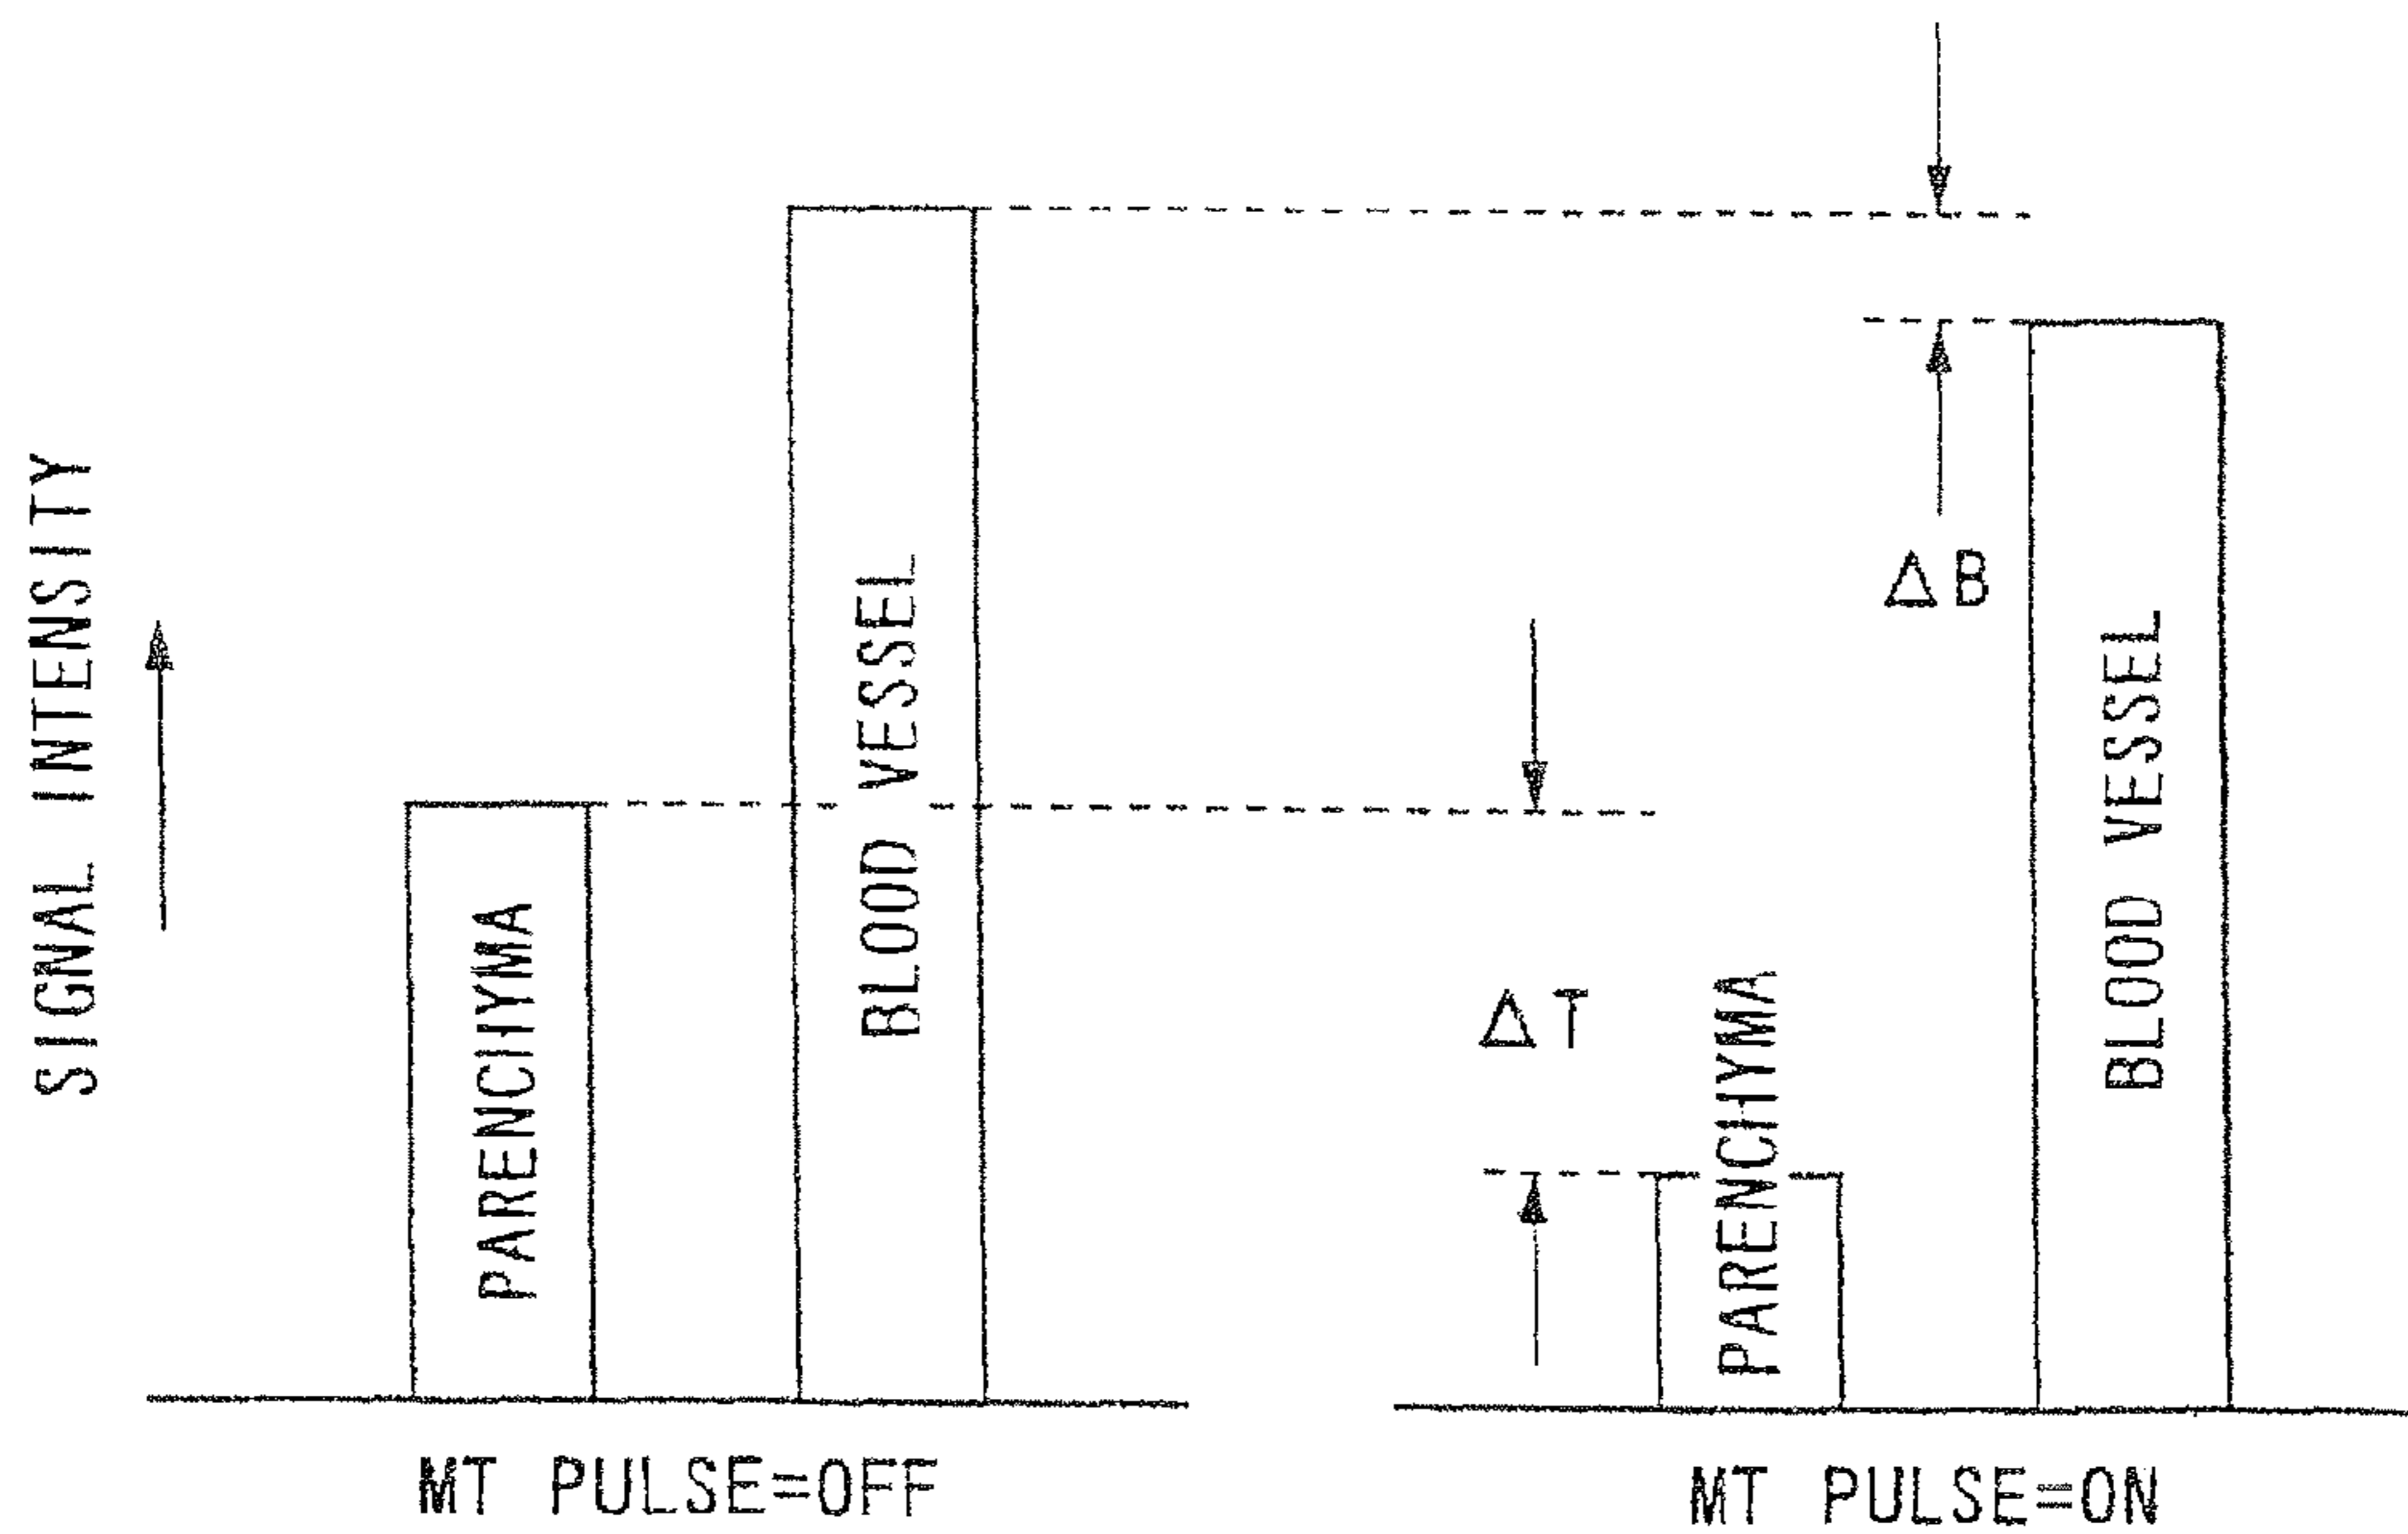 SIGNAL INTENSITY
PARENCHYMA
BLOOD VESSEL
MT PULSE=OFF
ΔT
PARENCHYMA
ΔB
BLOOD VESSEL
MT PULSE=ON